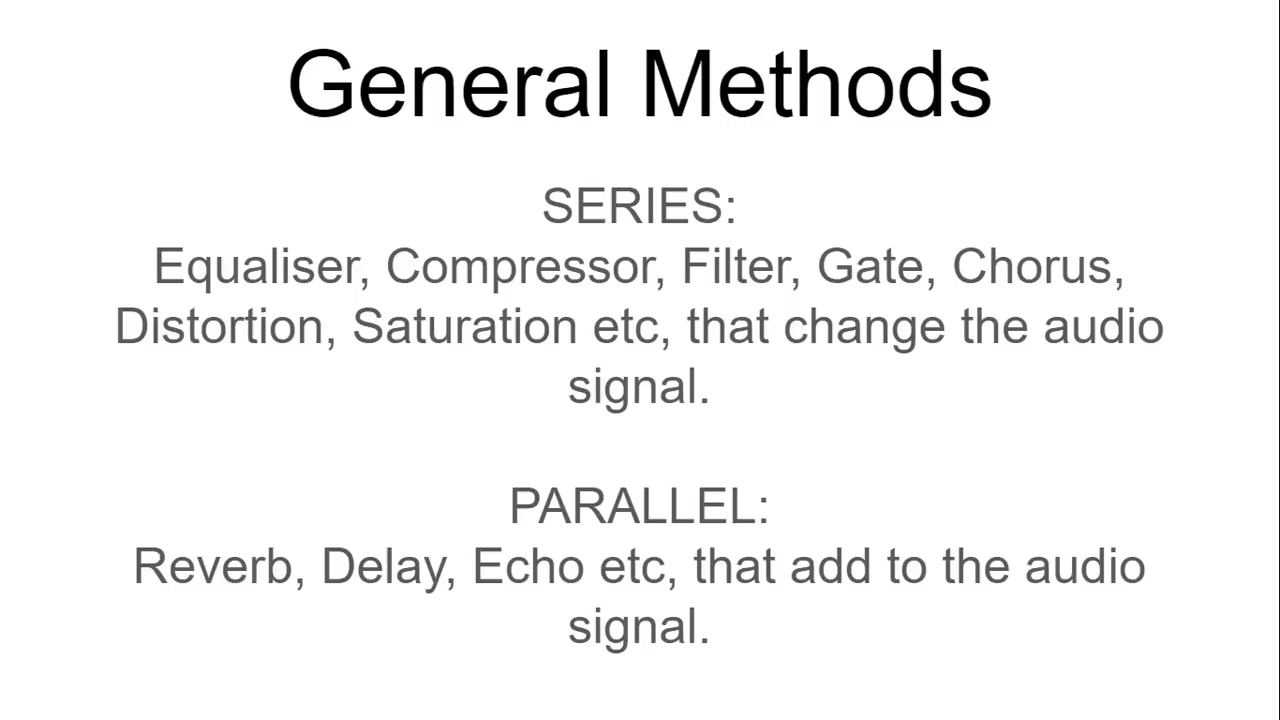 General Methods
SERIES:
Equaliser, Compressor, Filter, Gate, Chorus,
Distortion, Saturation etc, that change the audio
signal.
PARALLEL:
Reverb, Delay, Echo etc, that add to the audio
signal.